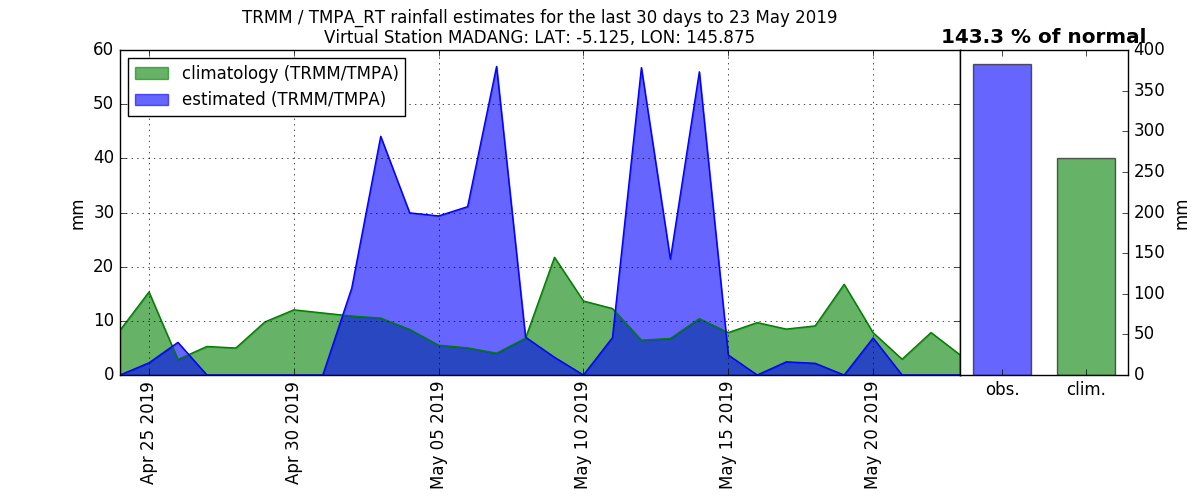 TRMM / TMPA_RT rainfall estimates for the last 30 days to 23 May 2019
Virtual Station MADANG: LAT: -5.125, LON: 145.875
143.3 % of normal
climatology (TRMM/TMPA)
estimated (TRMM/TMPA)
60
50
40
30
20
10
0
mm
Apr 25 2019
Apr 30 2019
May 05 2019
May 10 2019
May 15 2019
May 20 2019
400
350
300
250
200
150
100
50
0
mm
obs.
clim.